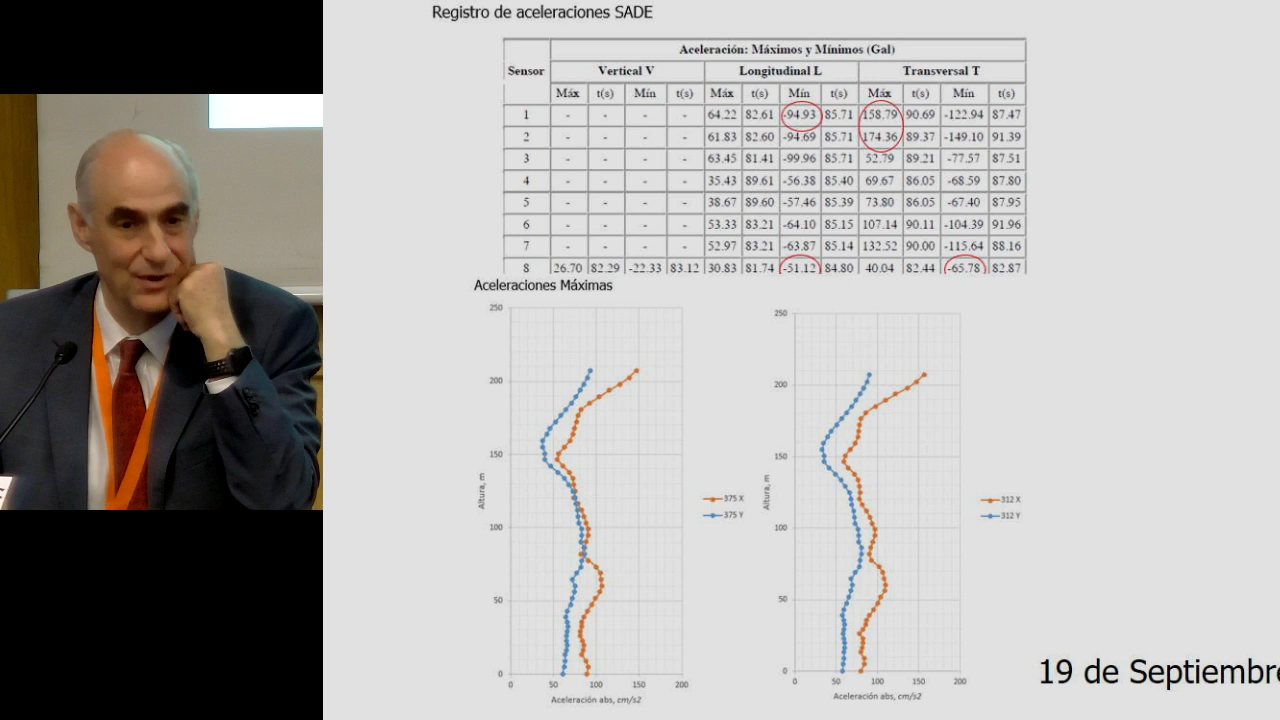 Registro de aceleraciones SADE
Aceleración: Máximos y Mínimos (Gal)
Sensor Vertical V Longitudinal L Transversal T
Máx t(s) Mín t(s) Máx t(s) Mín t(s) Máx t(s) Mín t(s)
1 - - - - 64.22 82.61 -94.93 85.71 158.79 90.69 -122.94 87.47
2 - - - - 61.83 82.60 -94.69 85.71 174.36 89.37 -149.10 91.39
3 - - - - 63.45 81.41 -99.96 85.71 52.79 89.21 -77.57 87.51
4 - - - - 35.43 89.61 -56.38 85.40 69.67 86.05 -68.59 87.80
5 - - - - 38.67 89.60 -57.46 85.39 73.80 86.05 -67.40 87.95
6 - - - - 53.33 83.21 -64.10 85.15 107.14 90.11 -104.39 91.96
7 - - - - 52.97 83.21 -63.87 85.14 132.52 90.00 -115.64 88.16
8 26.70 82.29 -22.33 83.12 30.83 81.74 -51.12 84.80 40.04 82.44 -65.78 82.87
Aceleraciones Máximas
250
200
150
100
50
0
0 50 100 150 200
Altura, m
Aceleración abs, cm/s2
375 X
375 Y
250
200
150
100
50
0
0 50 100 150 200
Altura, m
Aceleración abs, cm/s2
312 X
312 Y
19 de Septiembre